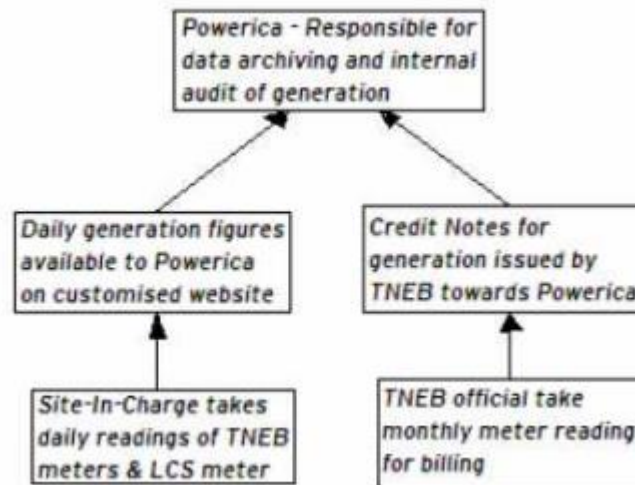 Powerica - Responsible for
data archiving and internal
audit of generation
Daily generation figures
available to Powerica
on customised website
Credit Notes for
generation issued by
TNEB towards Powerica
Site-In-Charge takes
daily readings of TNEB
meters & LCS meter
TNEB official take
monthly meter reading
for billing